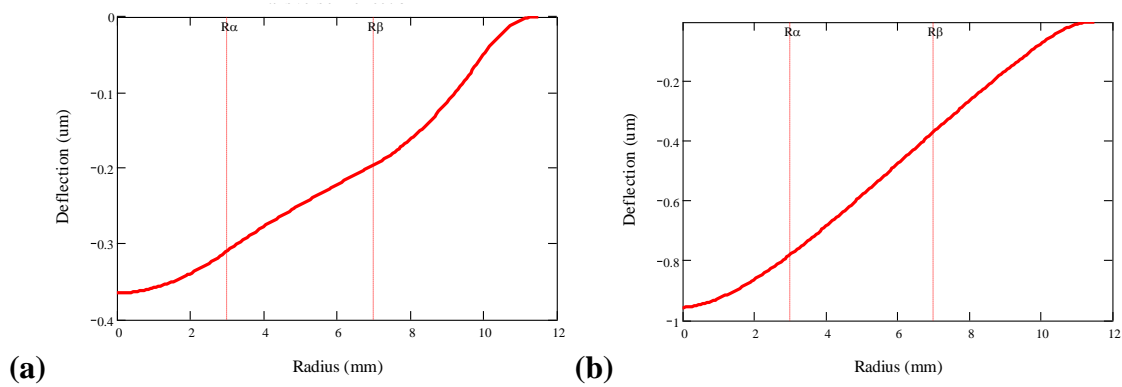 Rα Rβ
0
−0.1
−0.2
−0.3
−0.4
0 2 4 6 8 10 12
Deflection (um)
Radius (mm)
(a)
Rα Rβ
−0.2
−0.4
−0.6
−0.8
−1
0 2 4 6 8 10 12
Deflection (um)
Radius (mm)
(b)